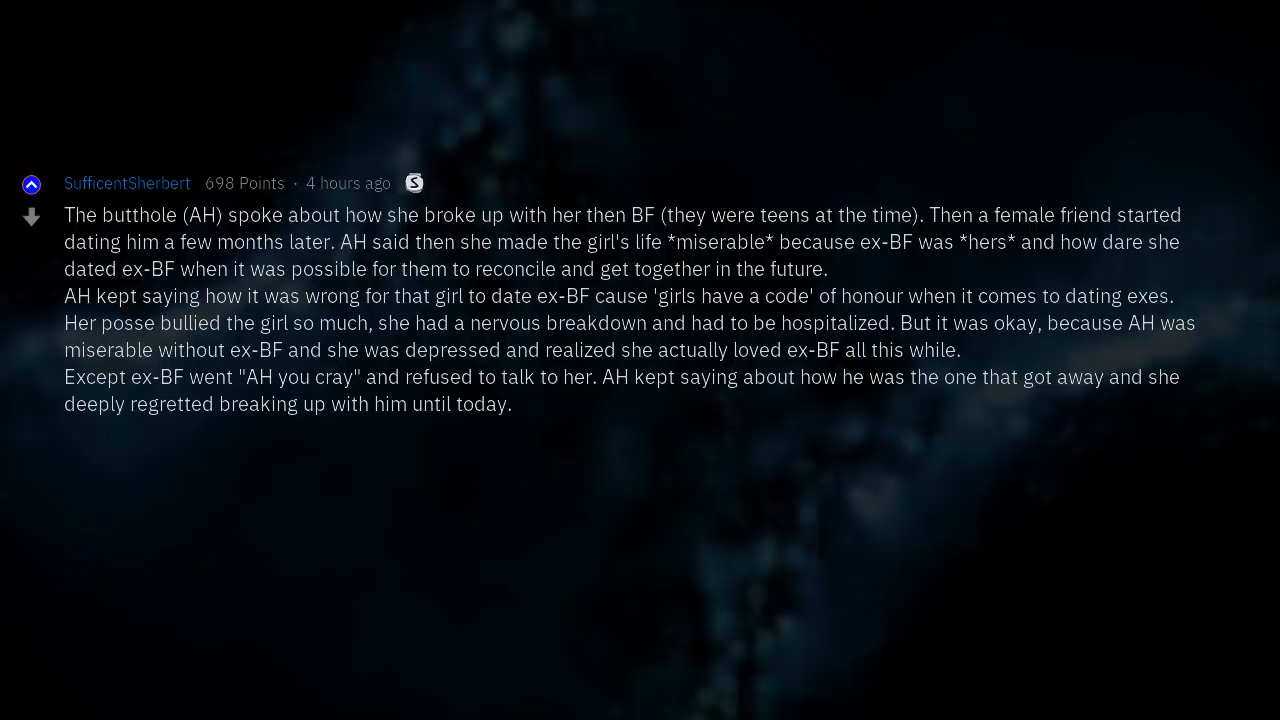 SufficentSherbert 698 Points · 4 hours ago S
The butthole (AH) spoke about how she broke up with her then BF (they were teens at the time). Then a female friend started
dating him a few months later. AH said then she made the girl's life *miserable* because ex-BF was *hers* and how dare she
dated ex-BF when it was possible for them to reconcile and get together in the future.
AH kept saying how it was wrong for that girl to date ex-BF cause 'girls have a code' of honour when it comes to dating exes.
Her posse bullied the girl so much, she had a nervous breakdown and had to be hospitalized. But it was okay, because AH was
miserable without ex-BF and she was depressed and realized she actually loved ex-BF all this while.
Except ex-BF went "AH you cray" and refused to talk to her. AH kept saying about how he was the one that got away and she
deeply regretted breaking up with him until today.